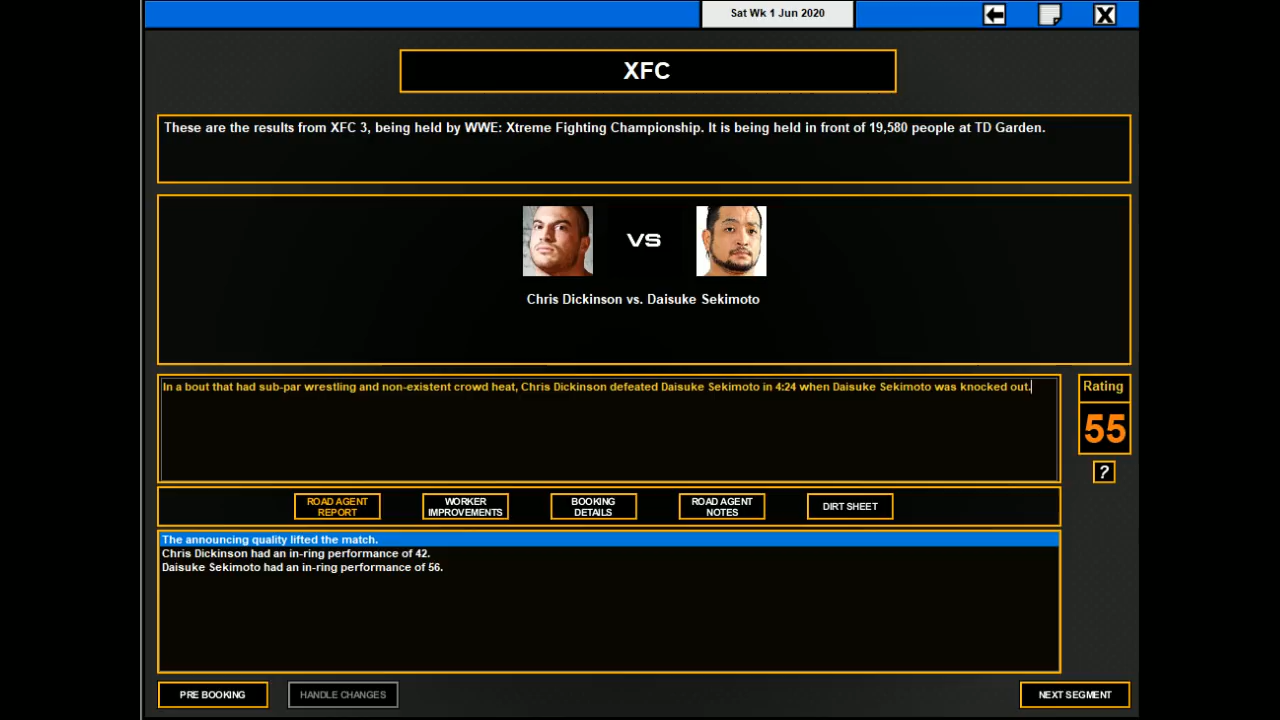 Sat Wk 1 Jun 2020
XFC
These are the results from XFC 3, being held by WWE: Xtreme Fighting Championship. It is being held in front of 19,580 people at TD Garden.
VS
Chris Dickinson vs. Daisuke Sekimoto
In a bout that had sub-par wrestling and non-existent crowd heat, Chris Dickinson defeated Daisuke Sekimoto in 4:24 when Daisuke Sekimoto was knocked out.
Rating
55
?
ROAD AGENT
REPORT
WORKER
IMPROVEMENTS
BOOKING
DETAILS
ROAD AGENT
NOTES
DIRT SHEET
The announcing quality lifted the match.
Chris Dickinson had an in-ring performance of 42.
Daisuke Sekimoto had an in-ring performance of 56.
PRE BOOKING
HANDLE CHANGES
NEXT SEGMENT